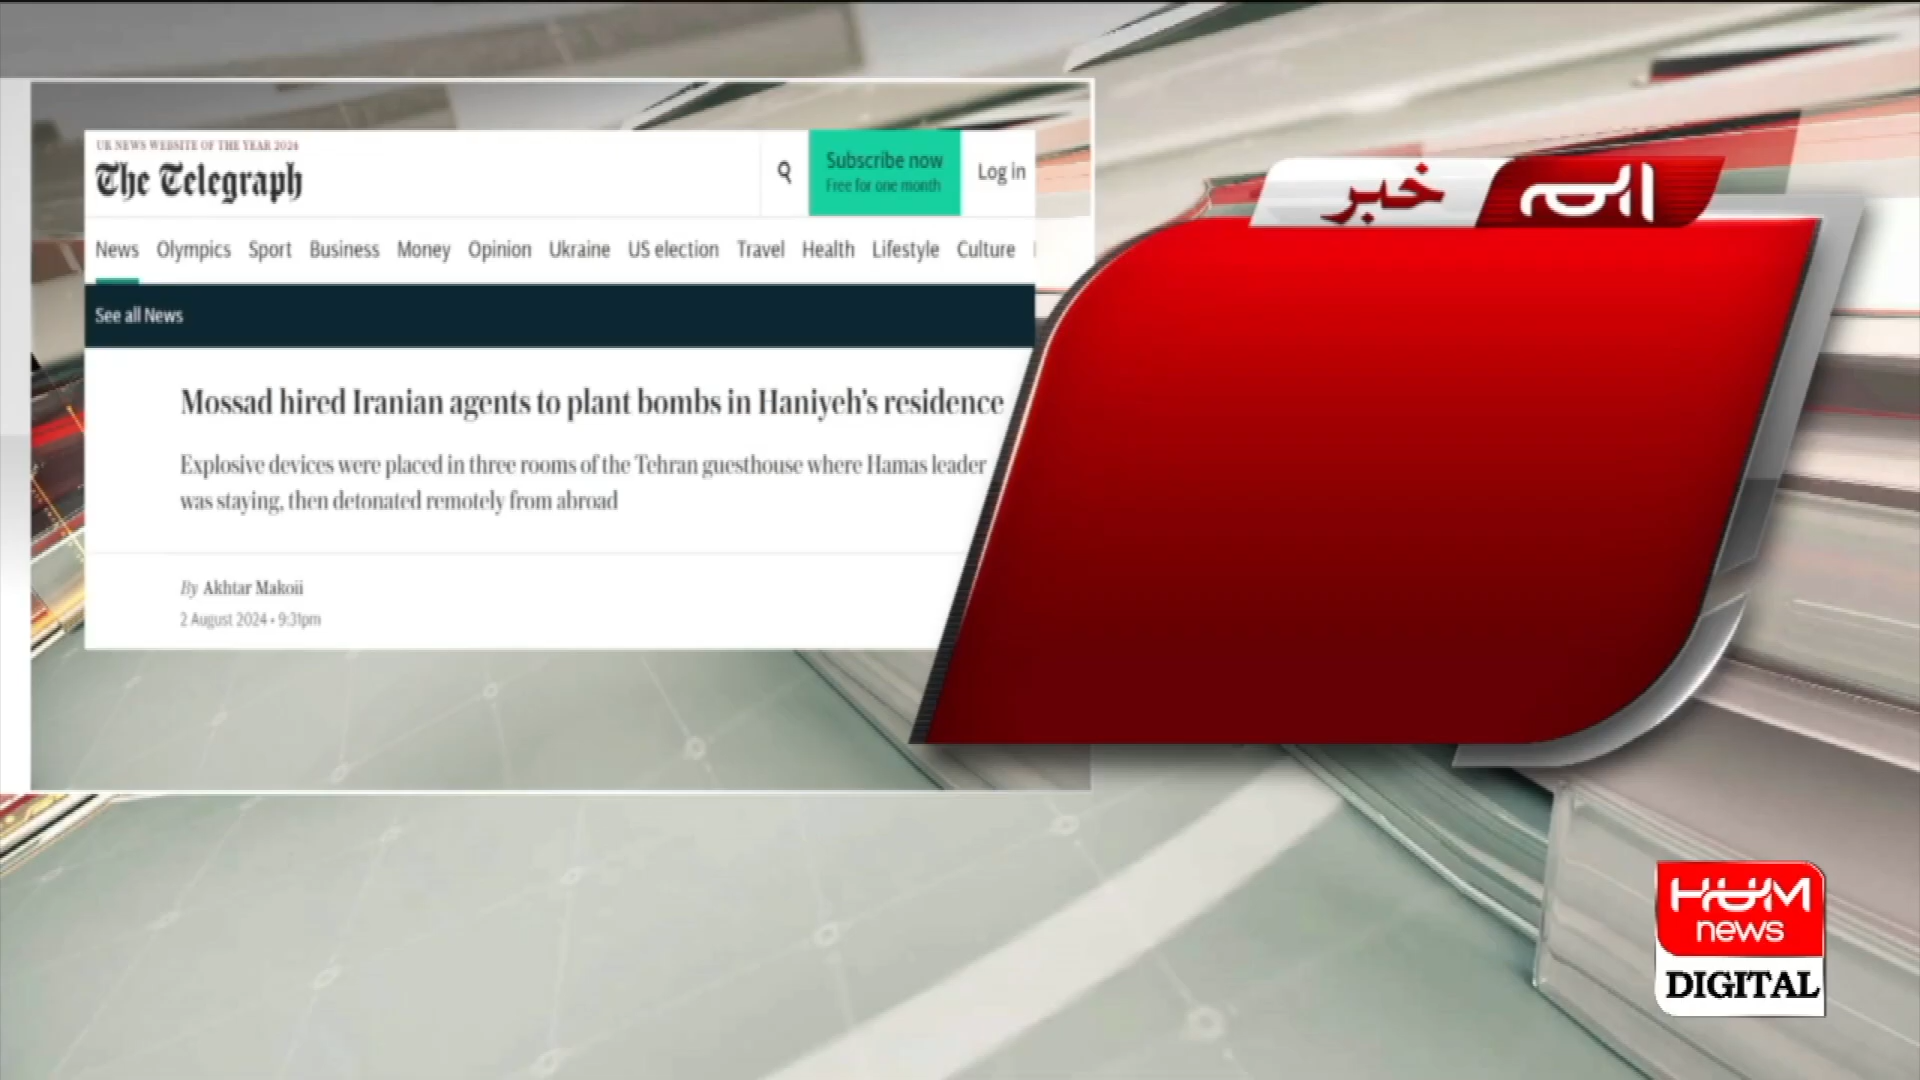 UK NEWS WEBSITE OF THE YEAR 2024
The Telegraph
Subscribe now
Free for one month
Log in
News Olympics Sport Business Money Opinion Ukraine US election Travel Health Lifestyle Culture
See all News
Mossad hired Iranian agents to plant bombs in Haniyeh's residence
Explosive devices were placed in three rooms of the Tehran guesthouse where Hamas leader
was staying, then detonated remotely from abroad
By Akhtar Makoii
2 August 2024 • 9:31pm
اہم خبر
HUM
news
DIGITAL